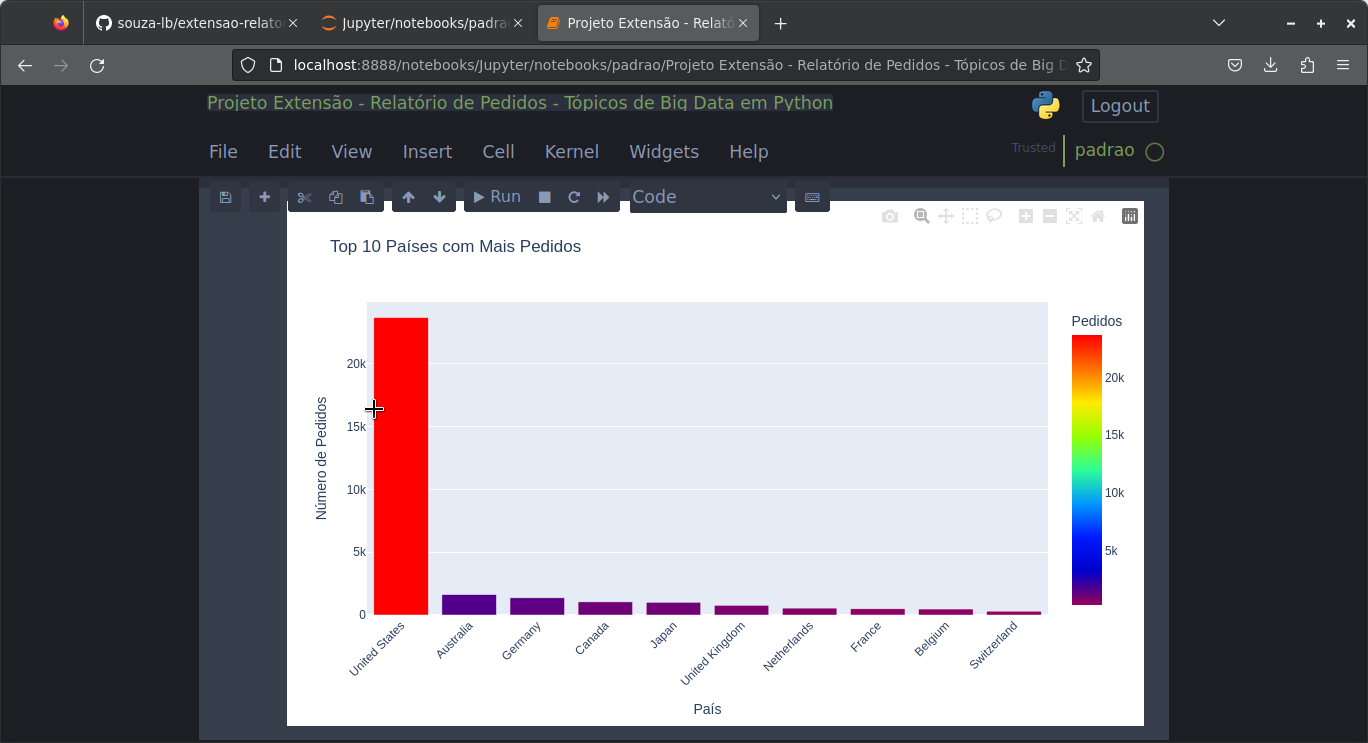 souza-lb/extensao-relato
Jupyter/notebooks/padra
Projeto Extensão - Relató
localhost:8888/notebooks/Jupyter/notebooks/padrao/Projeto Extensão - Relatório de Pedidos - Tópicos de Big D
Projeto Extensão - Relatório de Pedidos - Tópicos de Big Data em Python
Logout
File Edit View Insert Cell Kernel Widgets Help
Trusted
padrao
Run
Code
Top 10 Países com Mais Pedidos
Pedidos
20k
15k
10k
5k
0
Número de Pedidos
20k
15k
10k
5k
United States
Australia
Germany
Canada
Japan
United Kingdom
Netherlands
France
Belgium
Switzerland
País